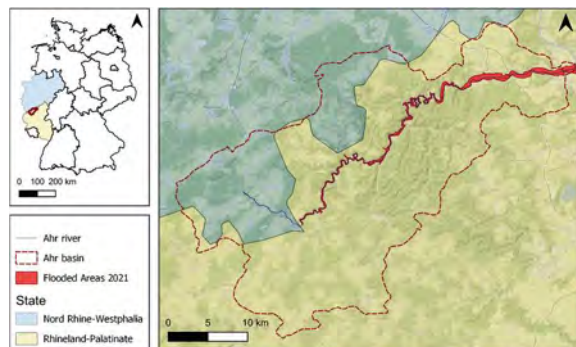 0 100 200 km
Ahr river
Ahr basin
Flooded Areas 2021
State
Nord Rhine-Westphalia
Rhineland-Palatinate
0 5 10 km